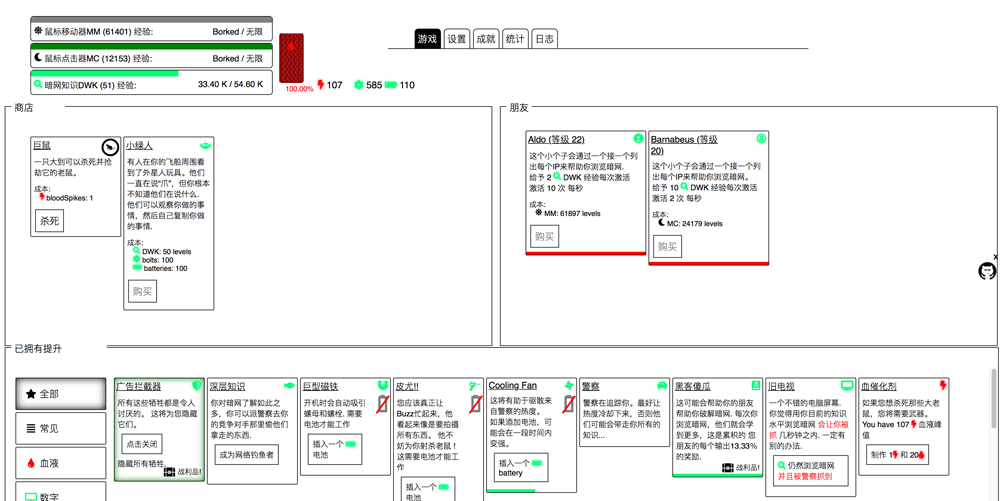 鼠标移动器MM (61401) 经验: Borked / 无限
鼠标点击器MC (12153) 经验: Borked / 无限
暗网知识DWK (51) 经验: 33.40 K / 54.60 K
100.00% 107 585 110
游戏 设置 成就 统计 日志
商店
巨鼠
一只大到可以杀死并抢
劫它的老鼠。
成本:
bloodSpikes: 1
杀死
小绿人
有人在你的飞船周围看
到了外星人玩具。他们
一直在说“爪”，但你根本
不知道他们在说什么.
他们可以观察你做的事
情，然后自己复制你做
的事情.
成本:
DWK: 50 levels
bolts: 100
batteries: 100
购买
朋友
Aldo (等级 22)
这个小个子会通过一个接一个列
出每个IP来帮助你浏览暗网.
给予 2 DWK 经验每次激活
激活 10 次 每秒
MM: 61897 levels
购买
Barnabeus (等级
20)
这个小个子会通过一个接一个列
出每个IP来帮助你浏览暗网。
给予 10 DWK 经验每次激活
激活 2 次 每秒
MC: 24179 levels
购买
x
已拥有提升
全部
常见
血液
数字
广告拦截器
所有这些牺牲都是令人
讨厌的。 这将为您隐藏
它们。
点击关闭
隐藏所有牺牲.
战利品!
深层知识
你对暗网了解如此之
多，你可以派警察去你
的竞争对手那里偷他们
拿走的东西.
成为网络钓鱼者
巨型磁铁
开机时会自动吸引
螺母和螺栓. 需要
电池才能工作
插入一个
电池
皮尤!!
您应该真正让
Buzz忙起来，他
看起来像是要拍摄
所有东西。 他不
妨为你射杀老鼠！
这需要电池才能工
作
插入一个
电池
Cooling Fan
这将有助于驱散来
自警察的热度。
如果添加电池，可
能会在一段时间内
变强。
插入一个
battery
警察
警察在追踪你。最好让
热度冷却下来，否则他
们可能会带走你所有的
知识...
黑客傻瓜
这可能会帮助你的朋友
帮助你破解暗网. 每次你
浏览暗网，他们就会学
到更多，这是累积的 您
朋友的每个输出13.33%
的奖励.
战利品!
旧电视
一个不错的电脑屏幕.
你觉得用你目前的知识
水平浏览暗网 会让你被
抓 几秒钟之内. 一定有
别的办法.
仍然浏览暗网
并且被警察抓到
血催化剂
如果您想杀死那些大老
鼠，您将需要武器。
You have 107 血液峰
值
制作 1 和 20